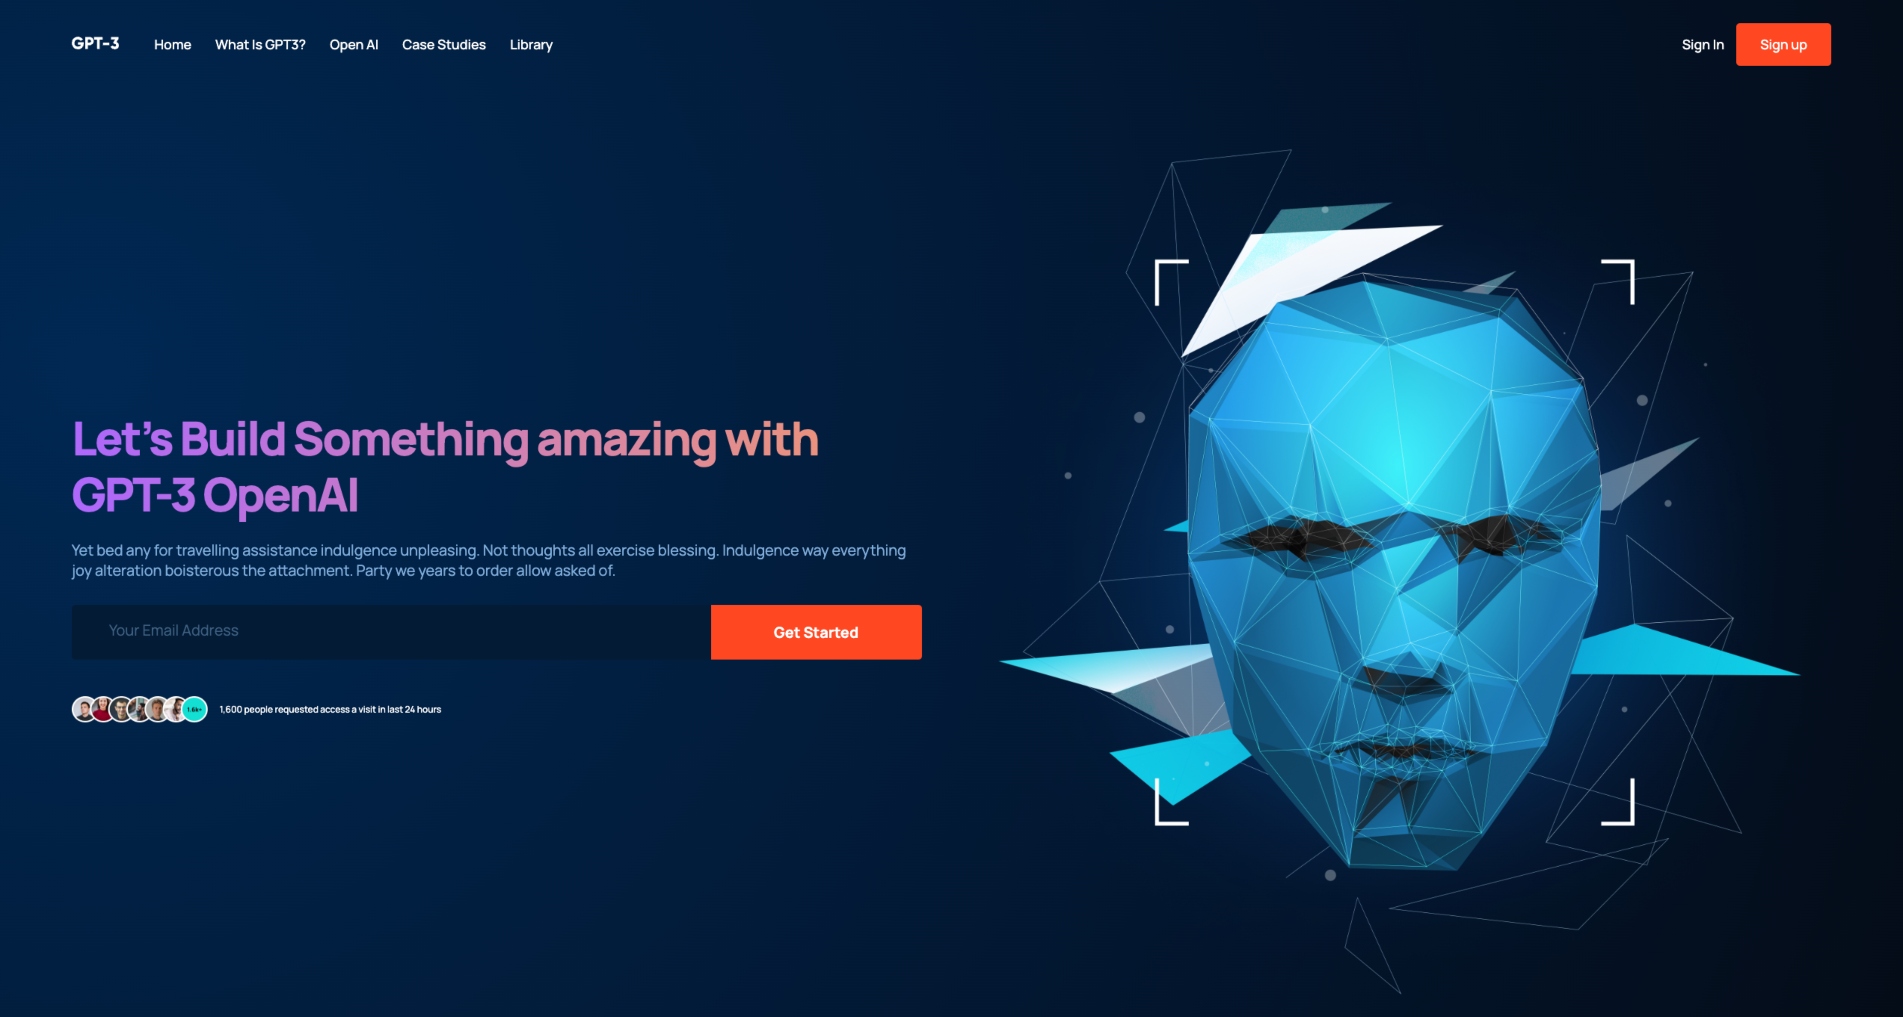 GPT-3
Home
What Is GPT3?
Open AI
Case Studies
Library
Sign In
Sign up
Let's Build Something amazing with
GPT-3 OpenAI
Yet bed any for travelling assistance indulgence unpleasing. Not thoughts all exercise blessing. Indulgence way everything
joy alteration boisterous the attachment. Party we years to order allow asked of.
Your Email Address
Get Started
1.6k+
1,600 people requested access a visit in last 24 hours